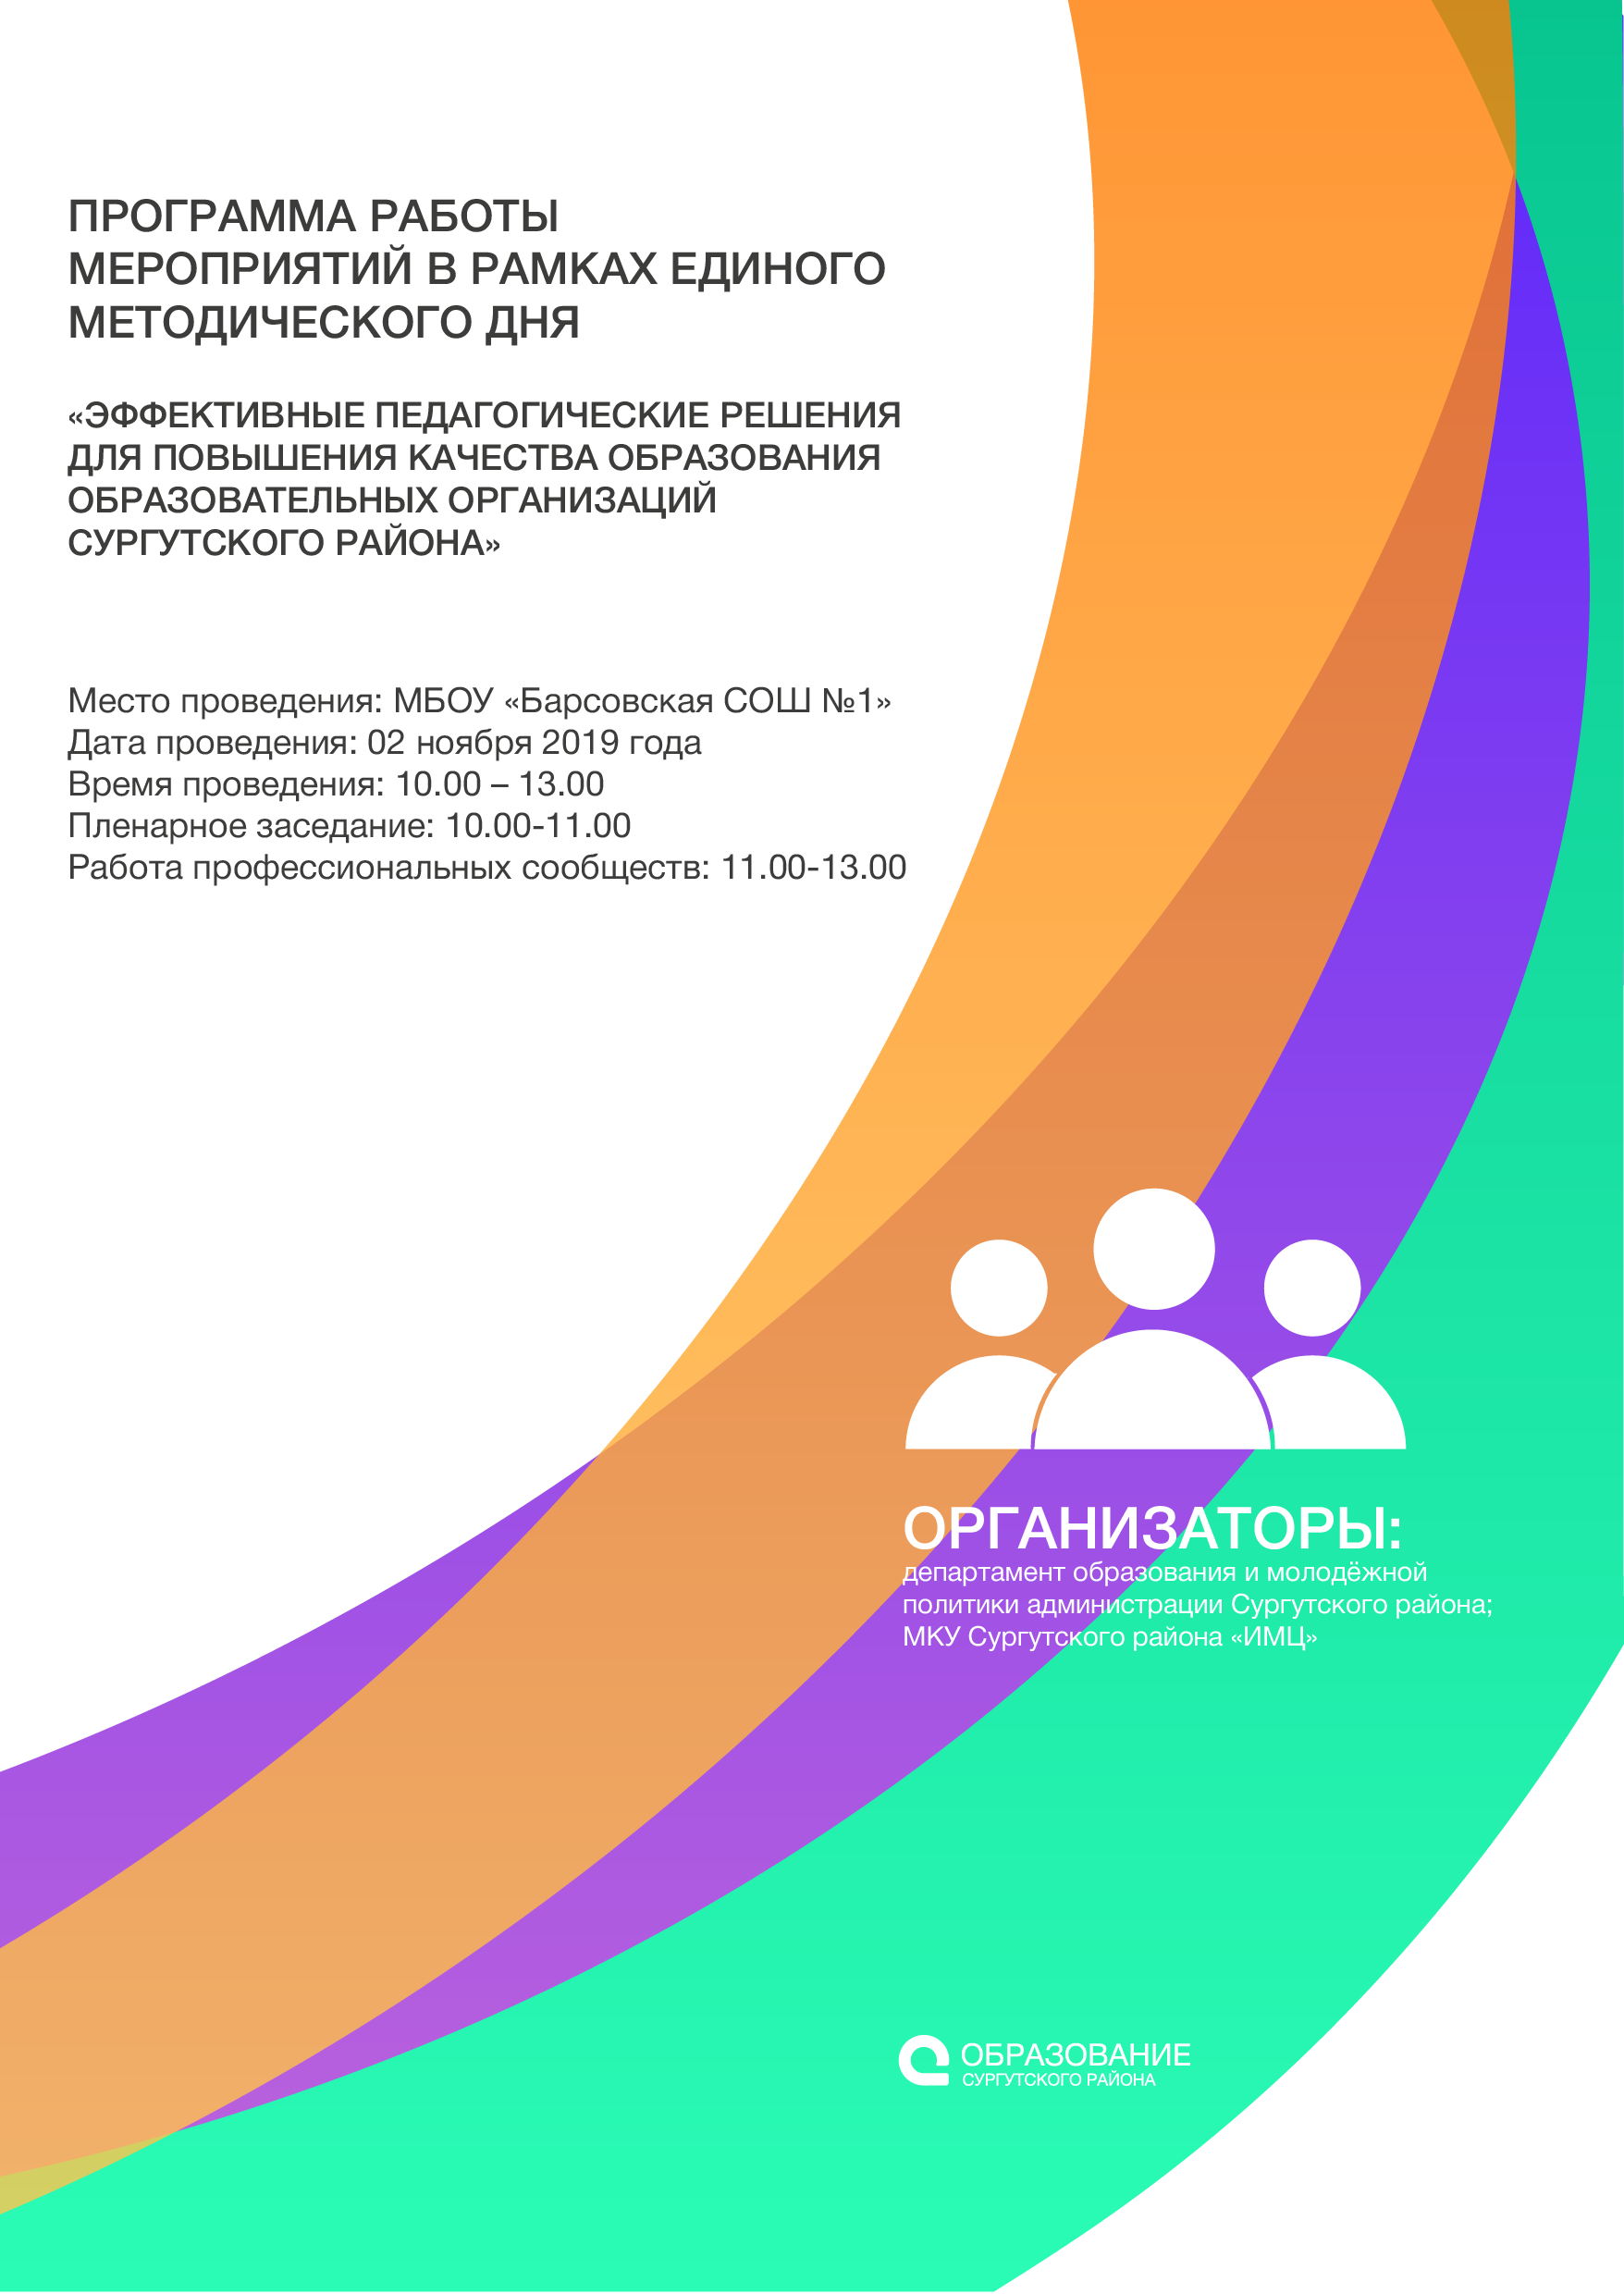 ПРОГРАММА РАБОТЫ
МЕРОПРИЯТИЙ В РАМКАХ ЕДИНОГО
МЕТОДИЧЕСКОГО ДНЯ
«ЭФФЕКТИВНЫЕ ПЕДАГОГИЧЕСКИЕ РЕШЕНИЯ
ДЛЯ ПОВЫШЕНИЯ КАЧЕСТВА ОБРАЗОВАНИЯ
ОБРАЗОВАТЕЛЬНЫХ ОРГАНИЗАЦИЙ
СУРГУТСКОГО РАЙОНА»
Место проведения: МБОУ «Барсовская СОШ №1»
Дата проведения: 02 ноября 2019 года
Время проведения: 10.00 – 13.00
Пленарное заседание: 10.00-11.00
Работа профессиональных сообществ: 11.00-13.00
ОРГАНИЗАТОРЫ:
департамент образования и молодёжной
политики администрации Сургутского района;
МКУ Сургутского района «ИМЦ»
ОБРАЗОВАНИЕ
СУРГУТСКОГО РАЙОНА